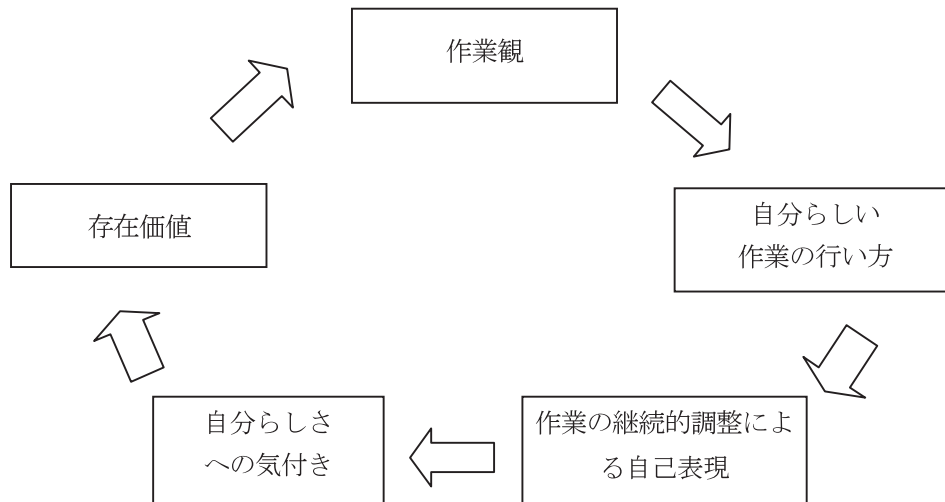 作業観
自分らしい
作業の行い方
作業の継続的調整によ
る自己表現
自分らしさ
への気付き
存在価値